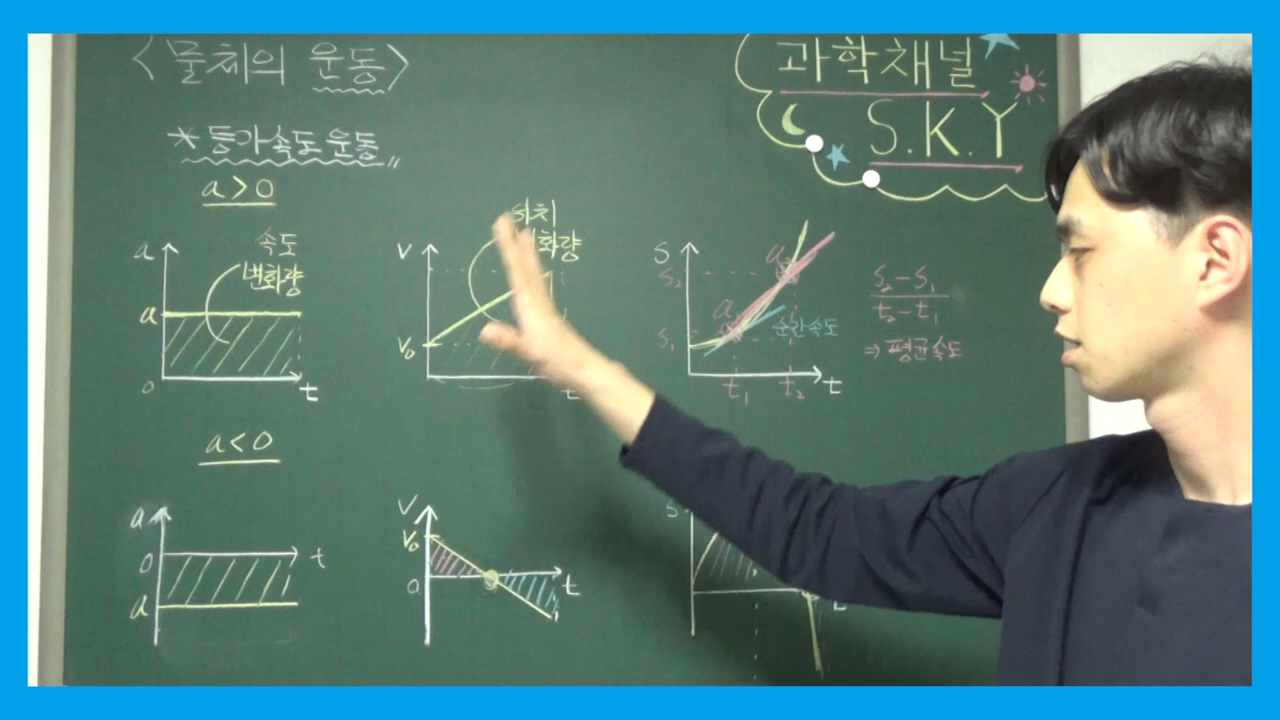 <물체의 운동>
과학채널
S.K.Y
* 등가속도 운동
a > 0
a
속도
변화량
a
0
t
v
위치
변화량
v₀
t
s
s₂
s₁
a
a
순간속도
t₁
t₂
t
s₂-s₁
t₂-t₁
⇒ 평균속도
a < 0
a
0
t
a
v
v₀
0
t
s
t